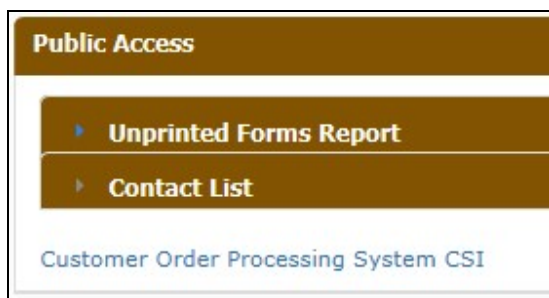 Public Access
Unprinted Forms Report
Contact List
Customer Order Processing System CSI